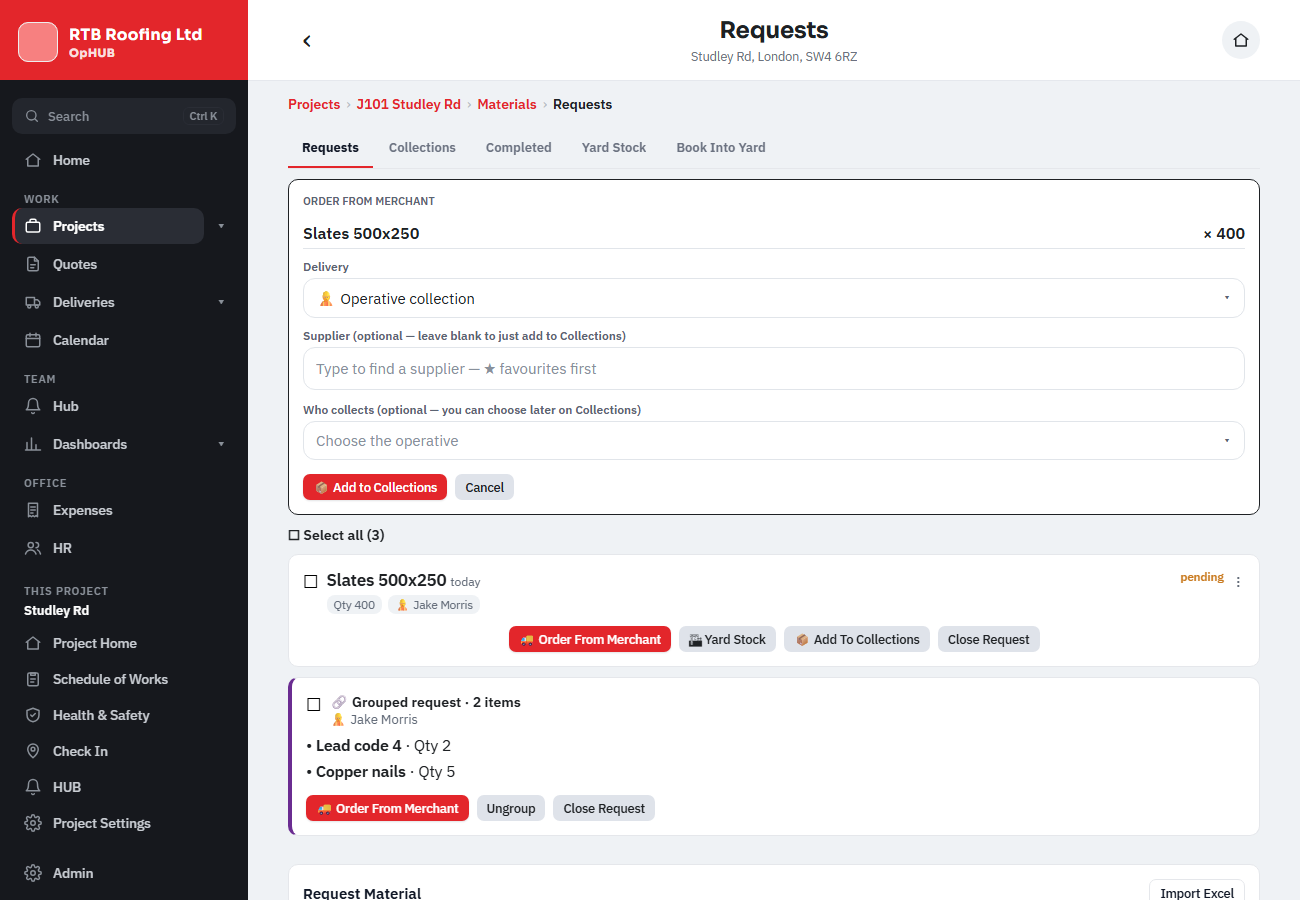 RTB Roofing Ltd
OpHUB
Search Ctrl K
Home
WORK
Projects
Quotes
Deliveries
Calendar
TEAM
Hub
Dashboards
OFFICE
Expenses
HR
THIS PROJECT
Studley Rd
Project Home
Schedule of Works
Health & Safety
Check In
HUB
Project Settings
Admin
Requests
Studley Rd, London, SW4 6RZ
Projects › J101 Studley Rd › Materials › Requests
Requests Collections Completed Yard Stock Book Into Yard
ORDER FROM MERCHANT
Slates 500x250 × 400
Delivery
Operative collection
Supplier (optional — leave blank to just add to Collections)
Type to find a supplier — ★ favourites first
Who collects (optional — you can choose later on Collections)
Choose the operative
Add to Collections Cancel
Select all (3)
Slates 500x250 today pending
Qty 400 Jake Morris
Order From Merchant Yard Stock Add To Collections Close Request
Grouped request · 2 items
Jake Morris
• Lead code 4 · Qty 2
• Copper nails · Qty 5
Order From Merchant Ungroup Close Request
Request Material Import Excel